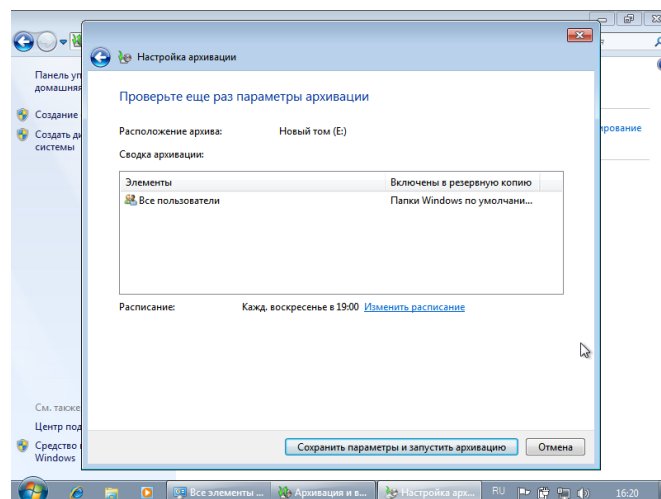 Настройка архивации
Панель уп
домашняя
Проверьте еще раз параметры архивации
Создание
Создать ди
системы
Расположение архива: Новый том (E:)
ирование
Сводка архивации:
Элементы Включены в резервную копию
Все пользователи Папки Windows по умолчани...
Расписание: Кажд. воскресенье в 19:00 Изменить расписание
См. также
Центр под
Средство
Windows
Сохранить параметры и запустить архивацию Отмена
Все элементы ... Архивация и в... Настройка арх... RU 16:20